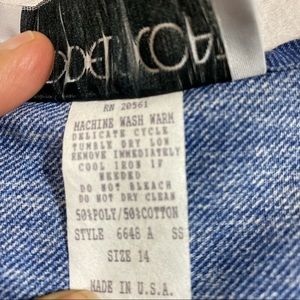 RN 20561
MACHINE WASH WARM
DELICATE CYCLE
TUMBLE DRY LOW
REMOVE IMMEDIATELY
COOL IRON IF
NEEDED
DO NOT BLEACH
DO NOT DRY CLEAN
50%POLY/50%COTTON
STYLE 6648 A SS
SIZE 14
MADE IN U.S.A.